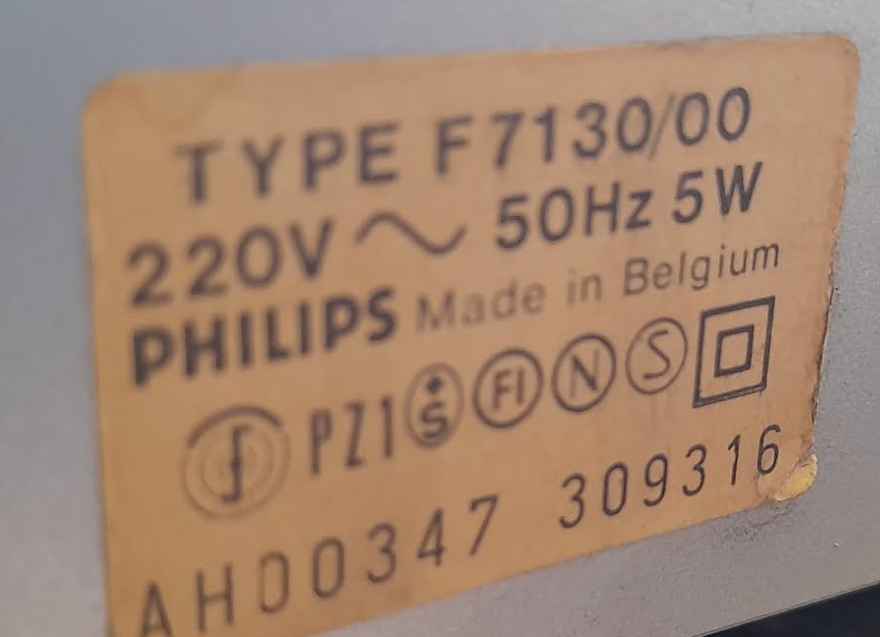 TYPE F7130/00
220V ~ 50Hz 5W
PHILIPS Made in Belgium
PZ1 +S FI N S
AH00347 309316